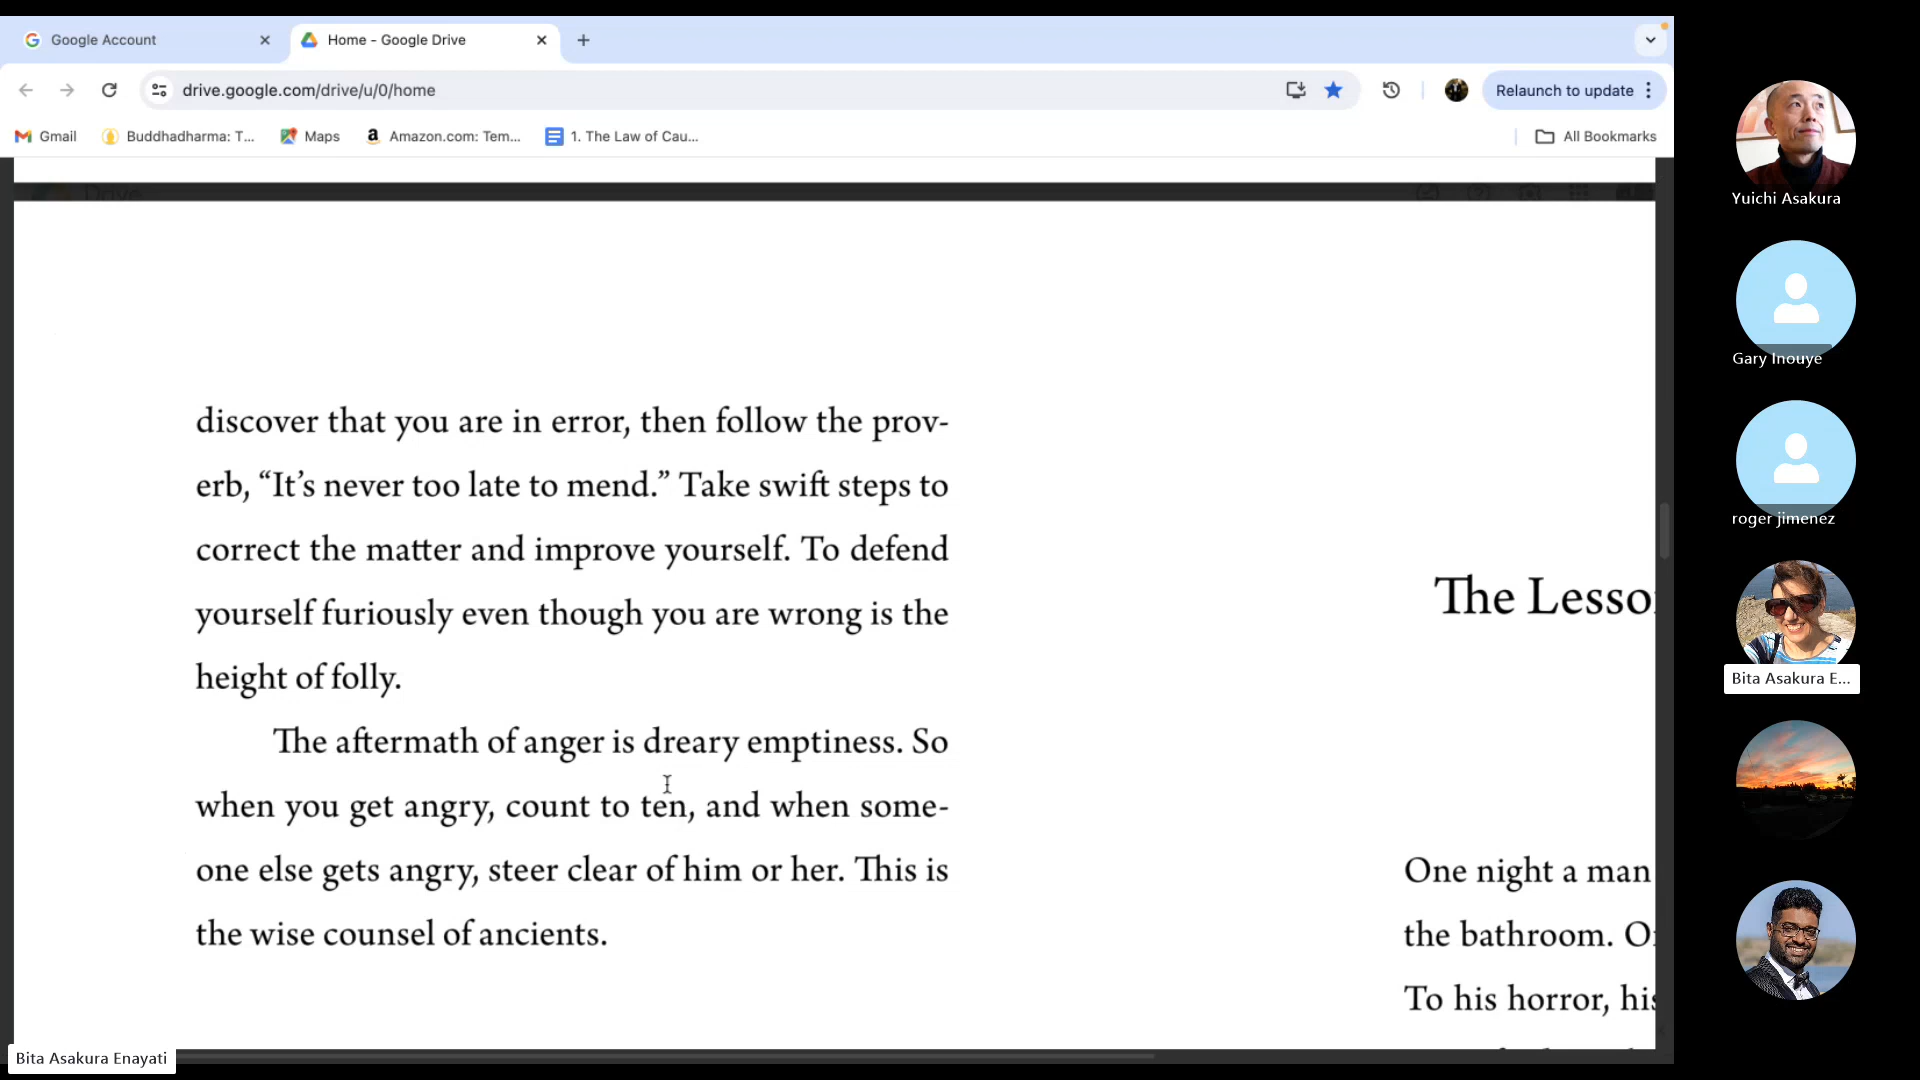 Google Account
Home - Google Drive
drive.google.com/drive/u/0/home
Relaunch to update
Gmail
Buddhadharma: T...
Maps
Amazon.com: Tem...
1. The Law of Cau...
All Bookmarks
Drive
discover that you are in error, then follow the prov-
erb, “It’s never too late to mend.” Take swift steps to
correct the matter and improve yourself. To defend
yourself furiously even though you are wrong is the
height of folly.
The aftermath of anger is dreary emptiness. So
when you get angry, count to ten, and when some-
one else gets angry, steer clear of him or her. This is
the wise counsel of ancients.
The Lesso
One night a man
the bathroom. O
To his horror, his
Yuichi Asakura
Gary Inouye
roger jimenez
Bita Asakura E...
Bita Asakura Enayati